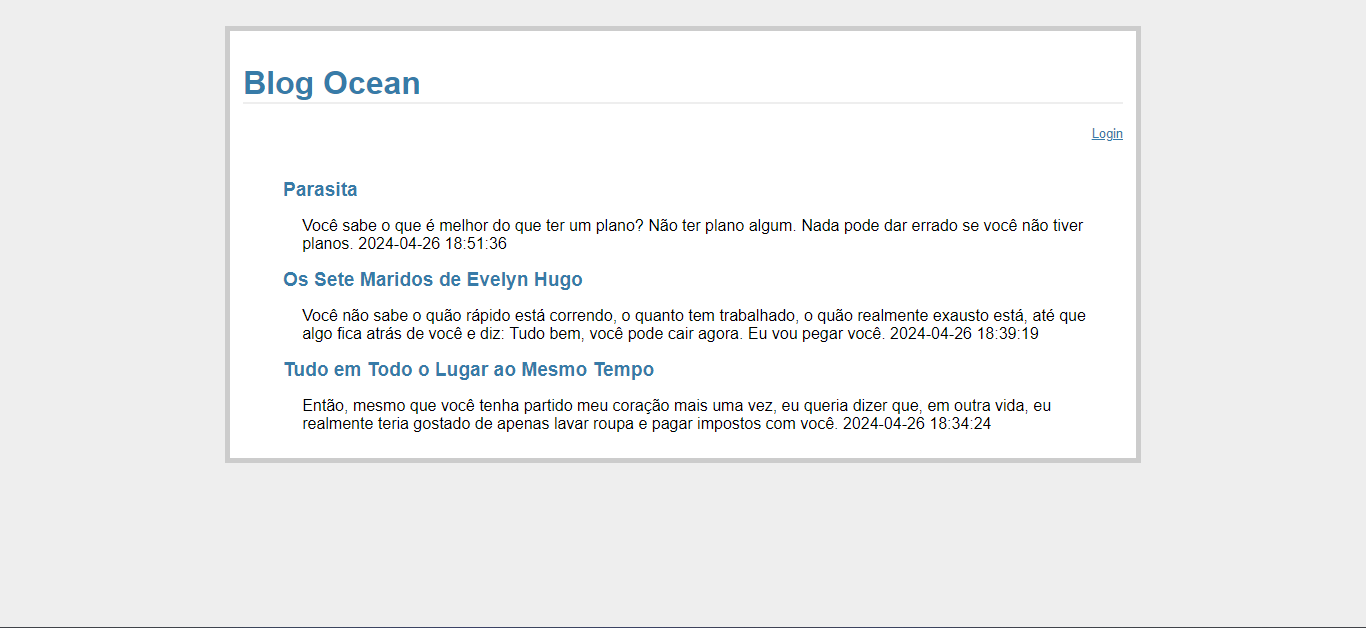 Blog Ocean
Login
Parasita
Você sabe o que é melhor do que ter um plano? Não ter plano algum. Nada pode dar errado se você não tiver
planos. 2024-04-26 18:51:36
Os Sete Maridos de Evelyn Hugo
Você não sabe o quão rápido está correndo, o quanto tem trabalhado, o quão realmente exausto está, até que
algo fica atrás de você e diz: Tudo bem, você pode cair agora. Eu vou pegar você. 2024-04-26 18:39:19
Tudo em Todo o Lugar ao Mesmo Tempo
Então, mesmo que você tenha partido meu coração mais uma vez, eu queria dizer que, em outra vida, eu
realmente teria gostado de apenas lavar roupa e pagar impostos com você. 2024-04-26 18:34:24